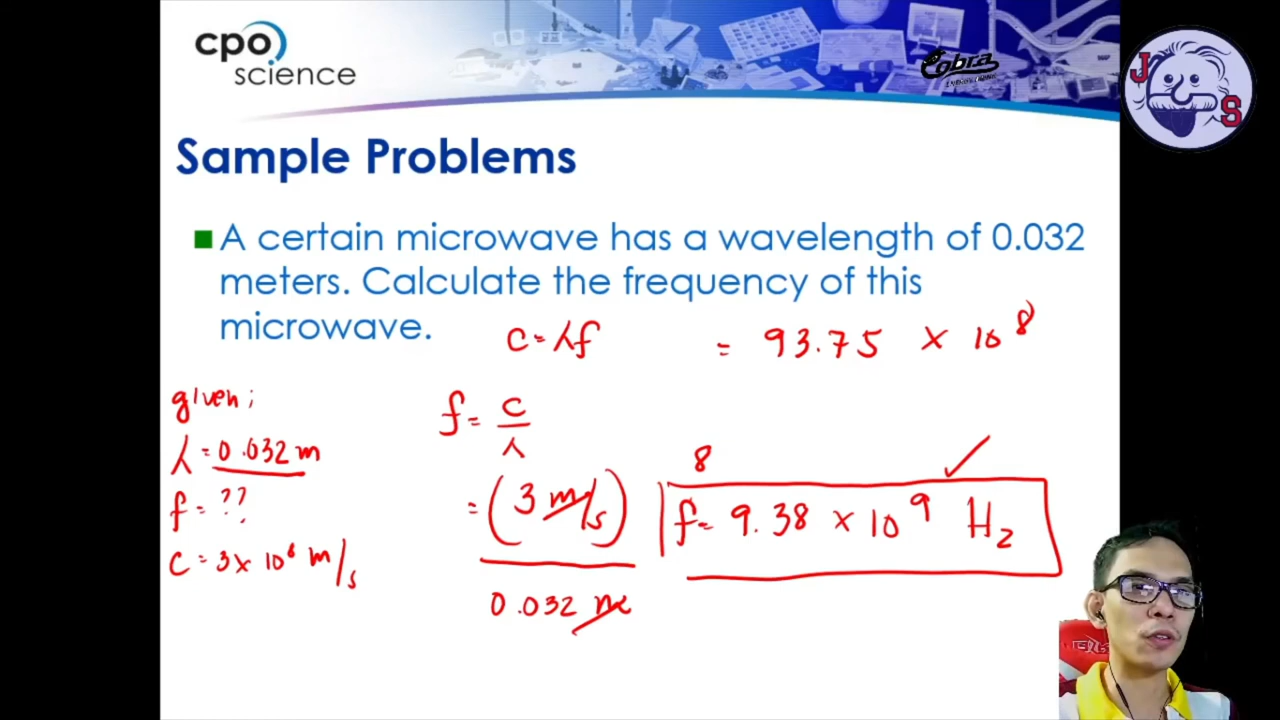 cpo
science
Cobra
J
S
Sample Problems
A certain microwave has a wavelength of 0.032
meters. Calculate the frequency of this
microwave.
c = λf
= 93.75 × 10⁸
given;
λ = 0.032 m
f = ??
c = 3 × 10⁸ m/s
f = c
λ
= (3 m/s)
0.032 m
8
f = 9.38 × 10⁹ Hz